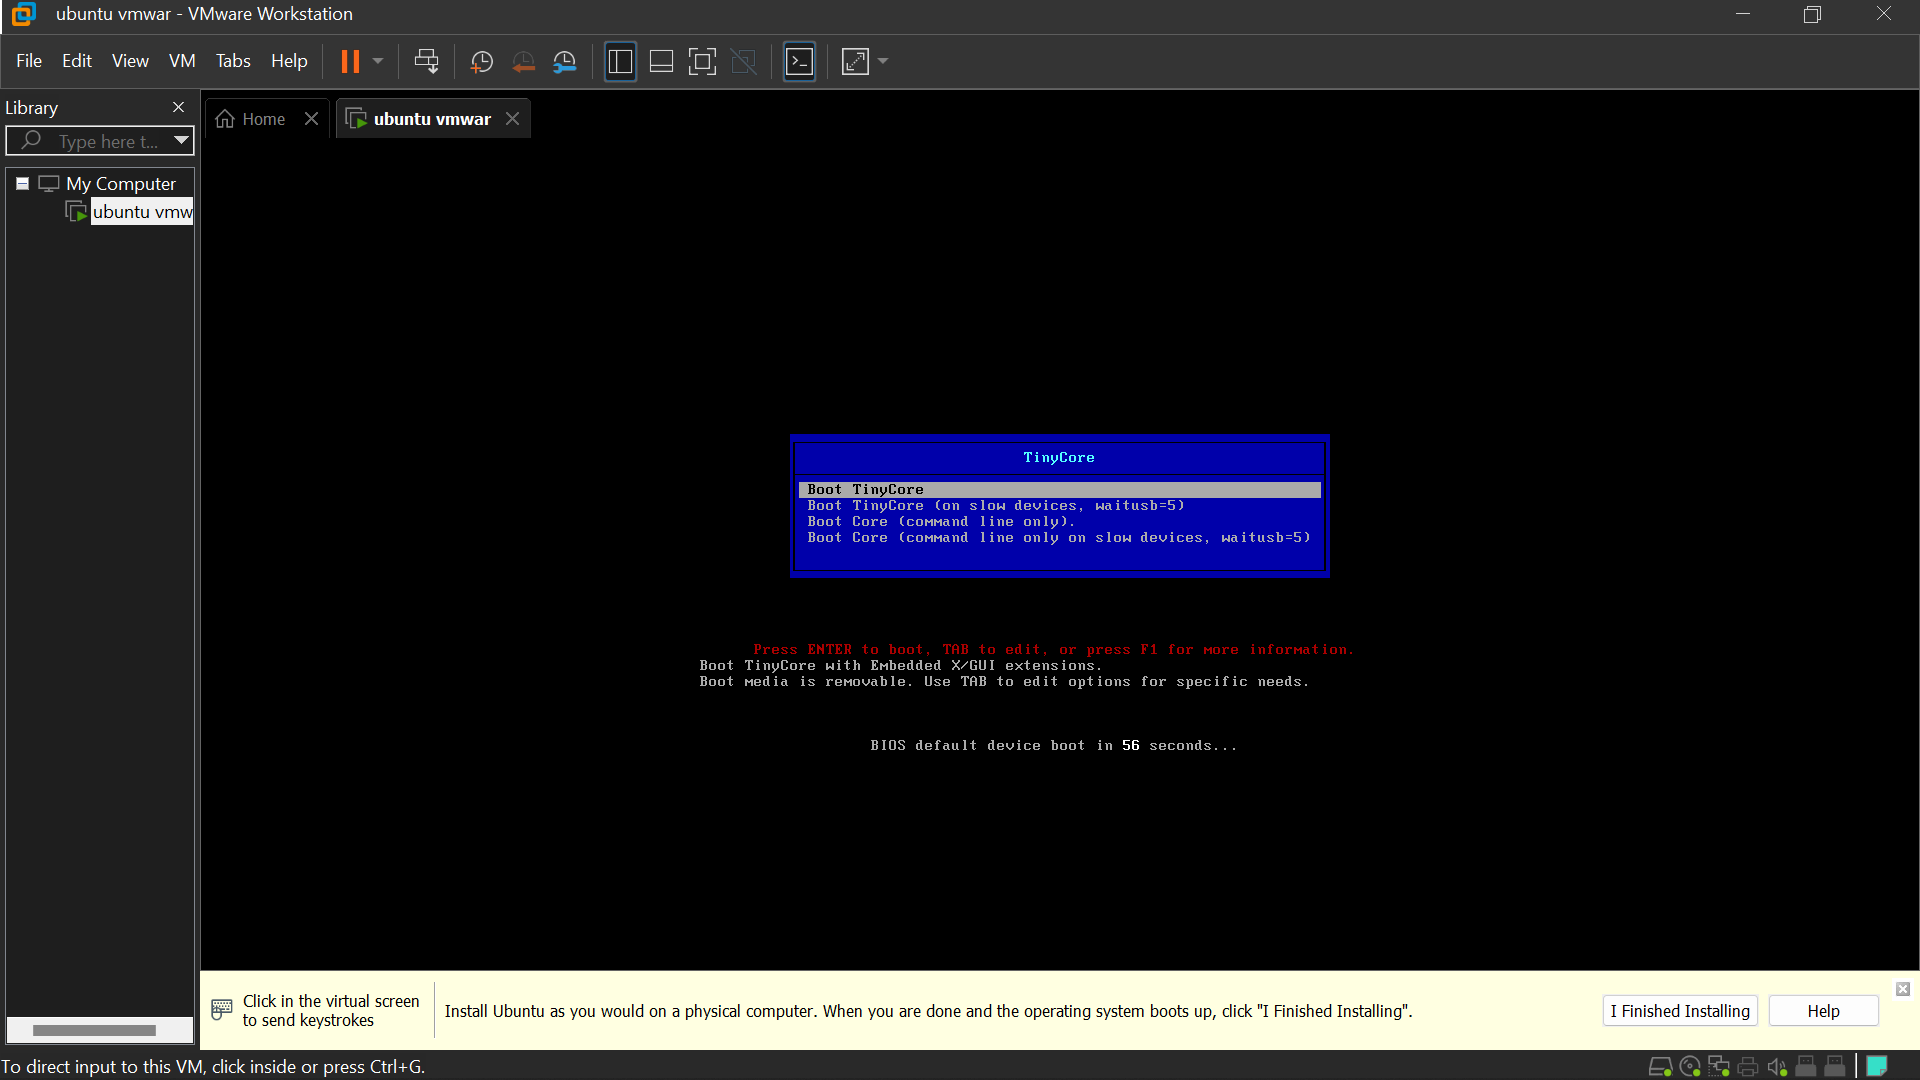 ubuntu vmwar - VMware Workstation
File Edit View VM Tabs Help
Library
Type here t...
My Computer
ubuntu vmw
Home
ubuntu vmwar
TinyCore
Boot TinyCore
Boot TinyCore (on slow devices, waitusb=5)
Boot Core (command line only).
Boot Core (command line only on slow devices, waitusb=5)
Press ENTER to boot, TAB to edit, or press F1 for more information.
Boot TinyCore with Embedded X/GUI extensions.
Boot media is removable. Use TAB to edit options for specific needs.
BIOS default device boot in 56 seconds...
Click in the virtual screen
to send keystrokes
Install Ubuntu as you would on a physical computer. When you are done and the operating system boots up, click "I Finished Installing".
I Finished Installing
Help
To direct input to this VM, click inside or press Ctrl+G.